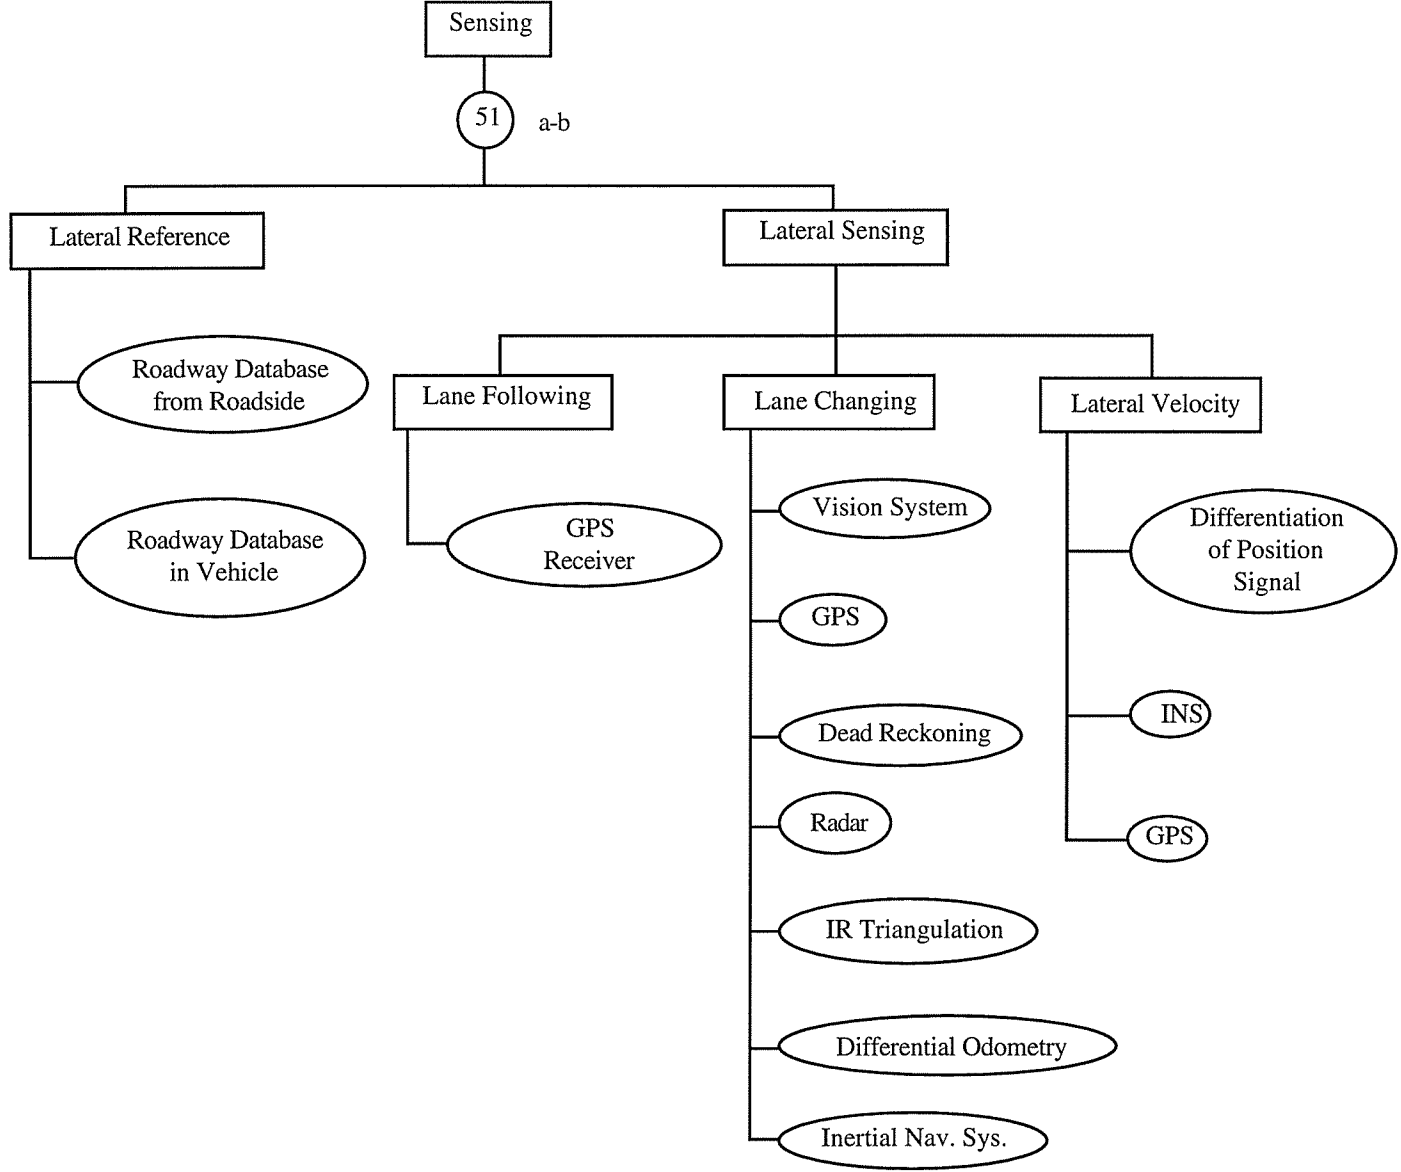 Sensing
51
a-b
Lateral Reference
Lateral Sensing
Roadway Database
from Roadside
Roadway Database
in Vehicle
Lane Following
GPS
Receiver
Lane Changing
Vision System
GPS
Dead Reckoning
Radar
IR Triangulation
Differential Odometry
Inertial Nav. Sys.
Lateral Velocity
Differentiation
of Position
Signal
INS
GPS